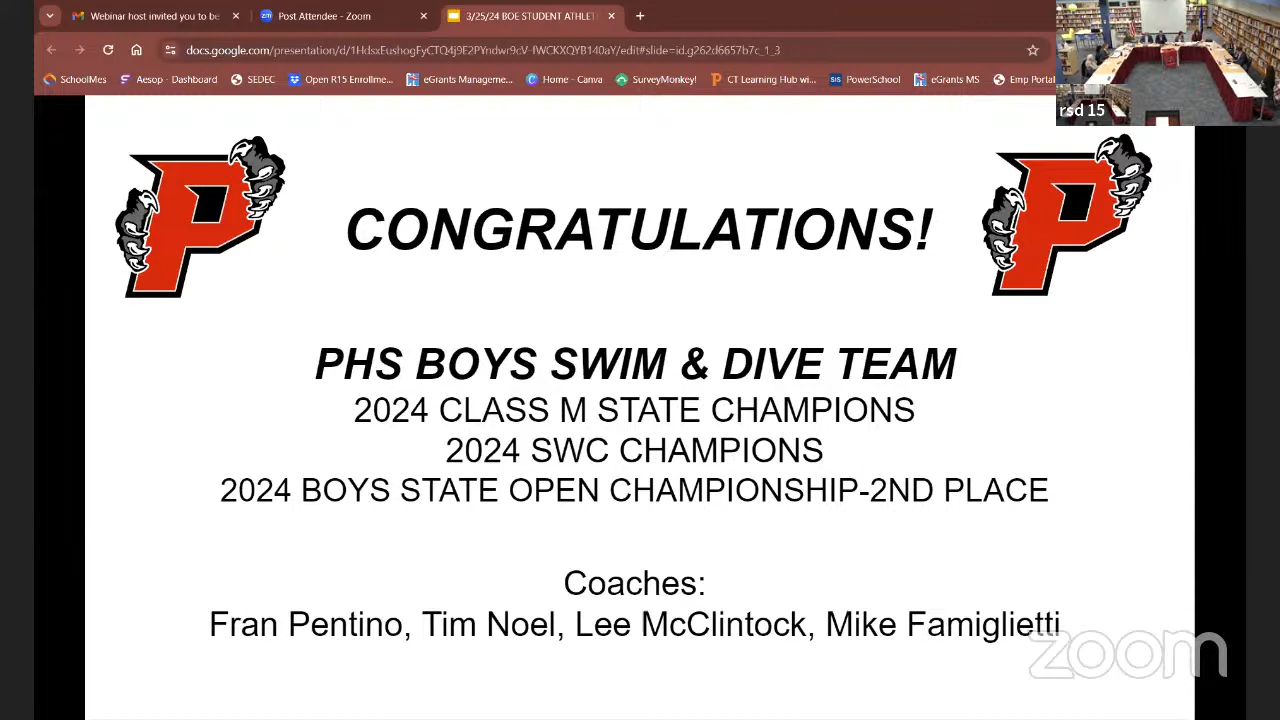 Webinar host invited you to be
Post Attendee - Zoom
3/25/24 BOE STUDENT ATHLET
docs.google.com/presentation/d/1HdsxEushogFyCTQ4j9E2PYndwr9cV-fWCKXQYB140aY/edit#slide=id.g262d6657b7c_1_3
SchoolMes
Aesop - Dashboard
SEDEC
Open R15 Enrollme...
eGrants Manageme...
Home - Canva
SurveyMonkey!
CT Learning Hub wi...
SIS
PowerSchool
eGrants MS
Emp Portal
rsd 15
P
P
CONGRATULATIONS!
PHS BOYS SWIM & DIVE TEAM
2024 CLASS M STATE CHAMPIONS
2024 SWC CHAMPIONS
2024 BOYS STATE OPEN CHAMPIONSHIP-2ND PLACE
Coaches:
Fran Pentino, Tim Noel, Lee McClintock, Mike Famiglietti
zoom